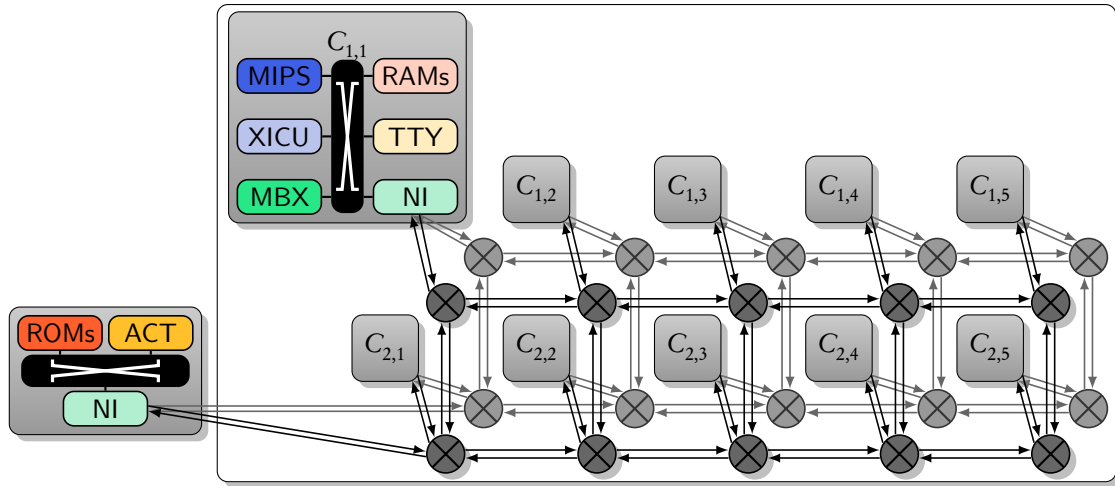 C1,1
MIPS RAMs
XICU TTY
MBX NI
C1,2 C1,3 C1,4 C1,5
ROMs ACT
NI
C2,1 C2,2 C2,3 C2,4 C2,5